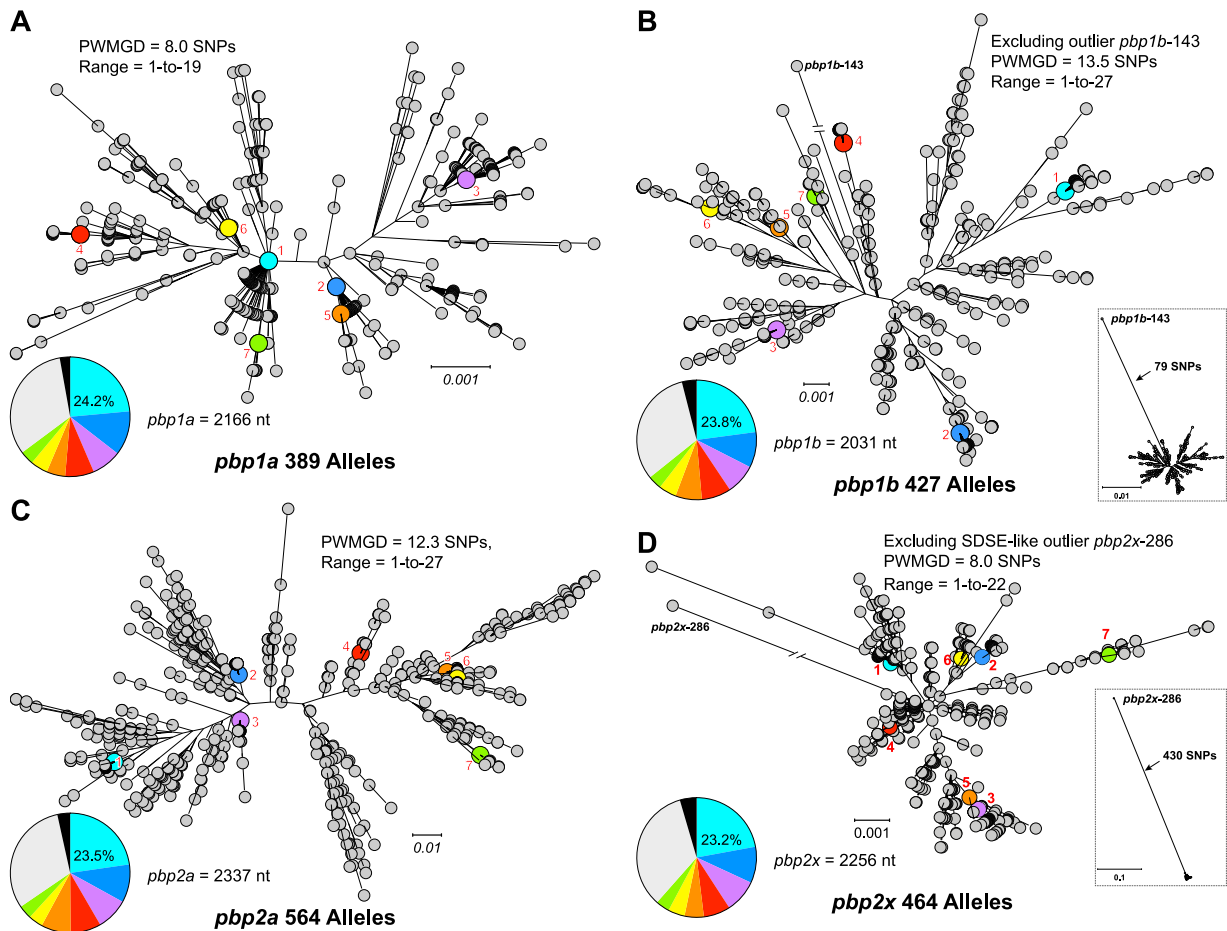 A
PWMGD = 8.0 SNPs
Range = 1-to-19
1
2
3
4
5
6
7
0.001
24.2%
pbp1a = 2166 nt
pbp1a 389 Alleles
B
Excluding outlier pbp1b-143
PWMGD = 13.5 SNPs
Range = 1-to-27
pbp1b-143
4
1
7
5
6
3
2
0.001
23.8%
pbp1b = 2031 nt
pbp1b 427 Alleles
pbp1b-143
79 SNPs
0.01
C
PWMGD = 12.3 SNPs,
Range = 1-to-27
4
2
5
6
3
1
7
0.01
23.5%
pbp2a = 2337 nt
pbp2a 564 Alleles
D
Excluding SDSE-like outlier pbp2x-286
PWMGD = 8.0 SNPs
Range = 1-to-22
pbp2x-286
7
6
2
1
4
5
3
0.001
23.2%
pbp2x = 2256 nt
pbp2x 464 Alleles
pbp2x-286
430 SNPs
0.1